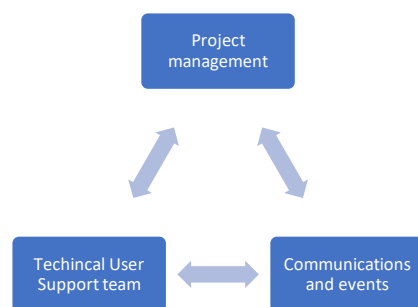 Project
management
Techincal User
Support team
Communications
and events